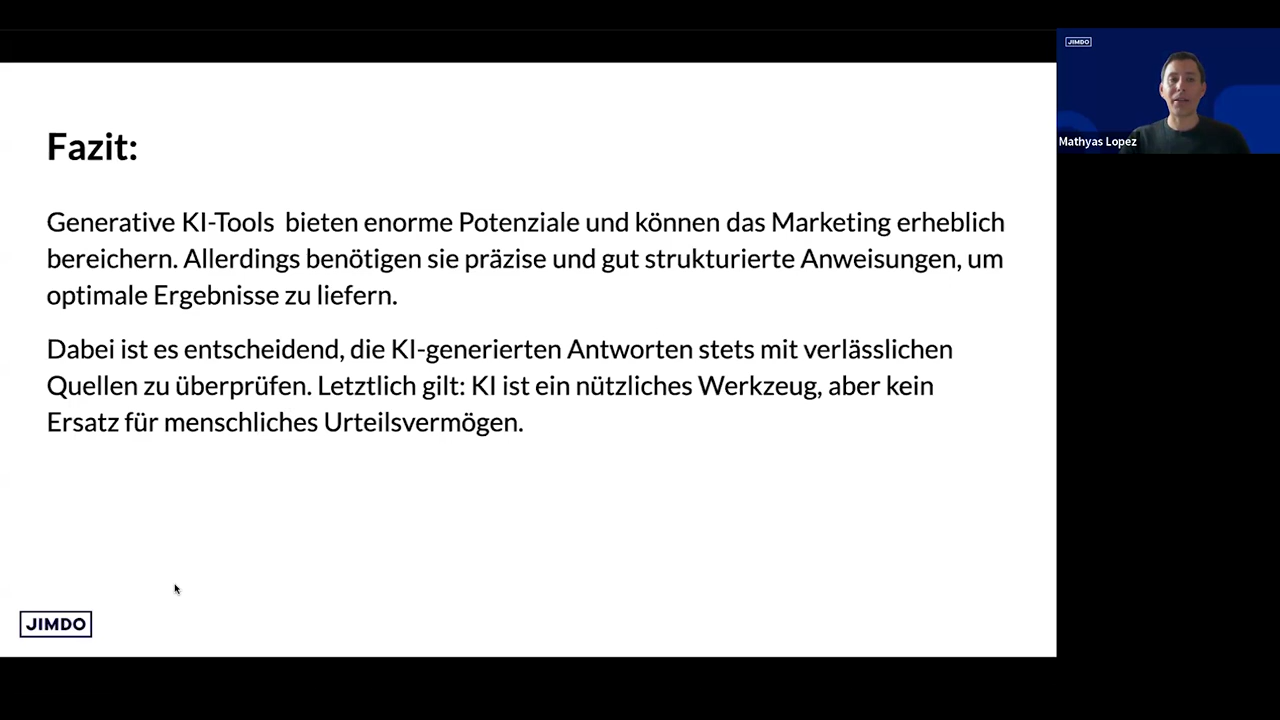 Fazit:
Generative KI-Tools bieten enorme Potenziale und können das Marketing erheblich
bereichern. Allerdings benötigen sie präzise und gut strukturierte Anweisungen, um
optimale Ergebnisse zu liefern.
Dabei ist es entscheidend, die KI-generierten Antworten stets mit verlässlichen
Quellen zu überprüfen. Letztlich gilt: KI ist ein nützliches Werkzeug, aber kein
Ersatz für menschliches Urteilsvermögen.
JIMDO
JIMDO
Mathyas Lopez